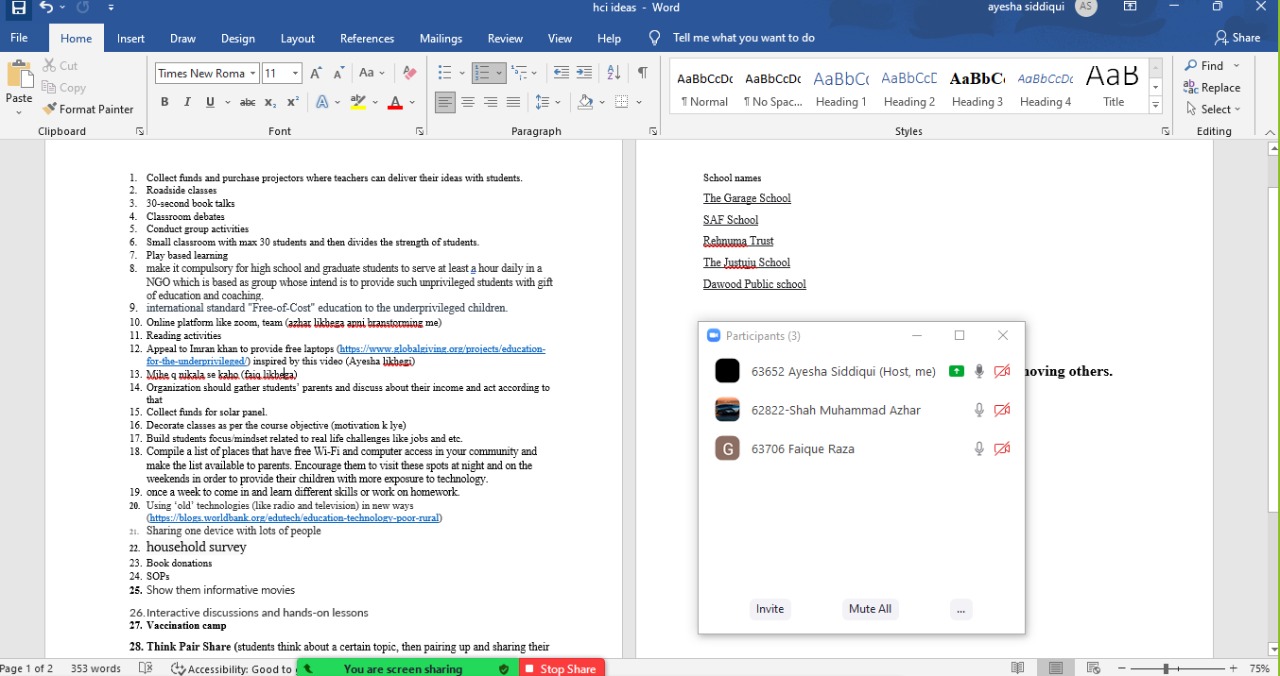 hci ideas - Word
ayesha siddiqui AS
File Home Insert Draw Design Layout References Mailings Review View Help Tell me what you want to do Share
Paste
Cut
Copy
Format Painter
Clipboard
Times New Roma 11
Font
Paragraph
AaBbCcDc AaBbCcDc AaBbC AaBbCcD AaBbC AaBbCcDc AaB
¶ Normal ¶ No Spac... Heading 1 Heading 2 Heading 3 Heading 4 Title
Styles
Find
Replace
Select
Editing
1. Collect funds and purchase projectors where teachers can deliver their ideas with students.
2. Roadside classes
3. 30-second book talks
4. Classroom debates
5. Conduct group activities
6. Small classroom with max 30 students and then divides the strength of students.
7. Play based learning
8. make it compulsory for high school and graduate students to serve at least a hour daily in a
NGO which is based as group whose intend is to provide such unprivileged students with gift
of education and coaching.
9. international standard "Free-of-Cost" education to the underprivileged children.
10. Online platform like zoom, team (azhar likhega apni branstorming me)
11. Reading activities
12. Appeal to Imran khan to provide free laptops (https://www.globalgiving.org/projects/education-
for-the-underprivileged/) inspired by this video (Ayesha likhegi)
13. Mjhe q nikala se kaho (faiq likhega)
14. Organization should gather students’ parents and discuss about their income and act according to
that
15. Collect funds for solar panel.
16. Decorate classes as per the course objective (motivation k lye)
17. Build students focus/mindset related to real life challenges like jobs and etc.
18. Compile a list of places that have free Wi-Fi and computer access in your community and
make the list available to parents. Encourage them to visit these spots at night and on the
weekends in order to provide their children with more exposure to technology.
19. once a week to come in and learn different skills or work on homework.
20. Using ‘old’ technologies (like radio and television) in new ways
(https://blogs.worldbank.org/edutech/education-technology-poor-rural)
21. Sharing one device with lots of people
22. household survey
23. Book donations
24. SOPs
25. Show them informative movies
26. Interactive discussions and hands-on lessons
27. Vaccination camp
28. Think Pair Share (students think about a certain topic, then pairing up and sharing their
School names
The Garage School
SAF School
Rehnuma Trust
The Justuju School
Dawood Public school
moving others.
Participants (3)
63652 Ayesha Siddiqui (Host, me)
62822-Shah Muhammad Azhar
G 63706 Faique Raza
Invite Mute All ...
Page 1 of 2 353 words Accessibility: Good to You are screen sharing Stop Share 75%